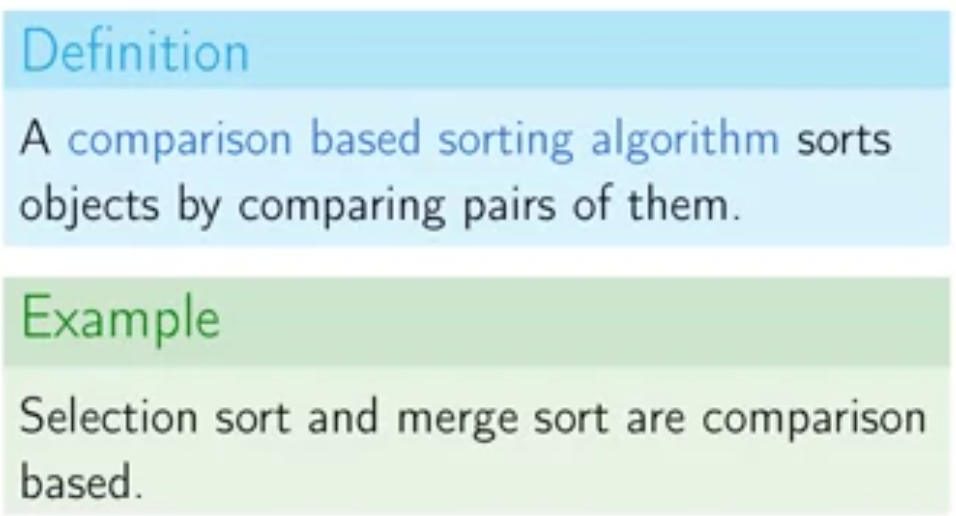 Definition
A comparison based sorting algorithm sorts
objects by comparing pairs of them.
Example
Selection sort and merge sort are comparison
based.